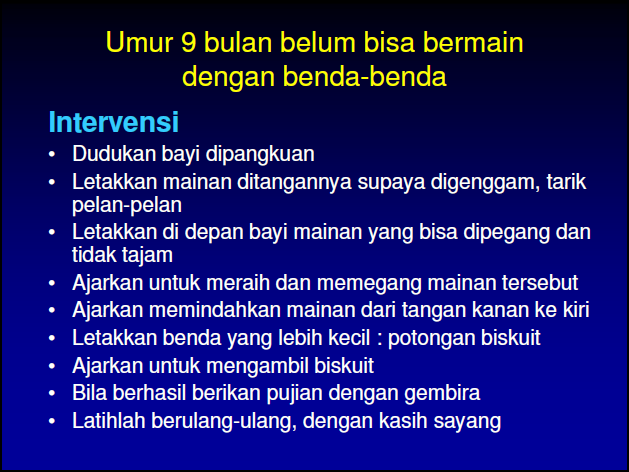 Umur 9 bulan belum bisa bermain
dengan benda-benda
Intervensi
• Dudukan bayi dipangkuan
• Letakkan mainan ditangannya supaya digenggam, tarik
pelan-pelan
• Letakkan di depan bayi mainan yang bisa dipegang dan
tidak tajam
• Ajarkan untuk meraih dan memegang mainan tersebut
• Ajarkan memindahkan mainan dari tangan kanan ke kiri
• Letakkan benda yang lebih kecil : potongan biskuit
• Ajarkan untuk mengambil biskuit
• Bila berhasil berikan pujian dengan gembira
• Latihlah berulang-ulang, dengan kasih sayang